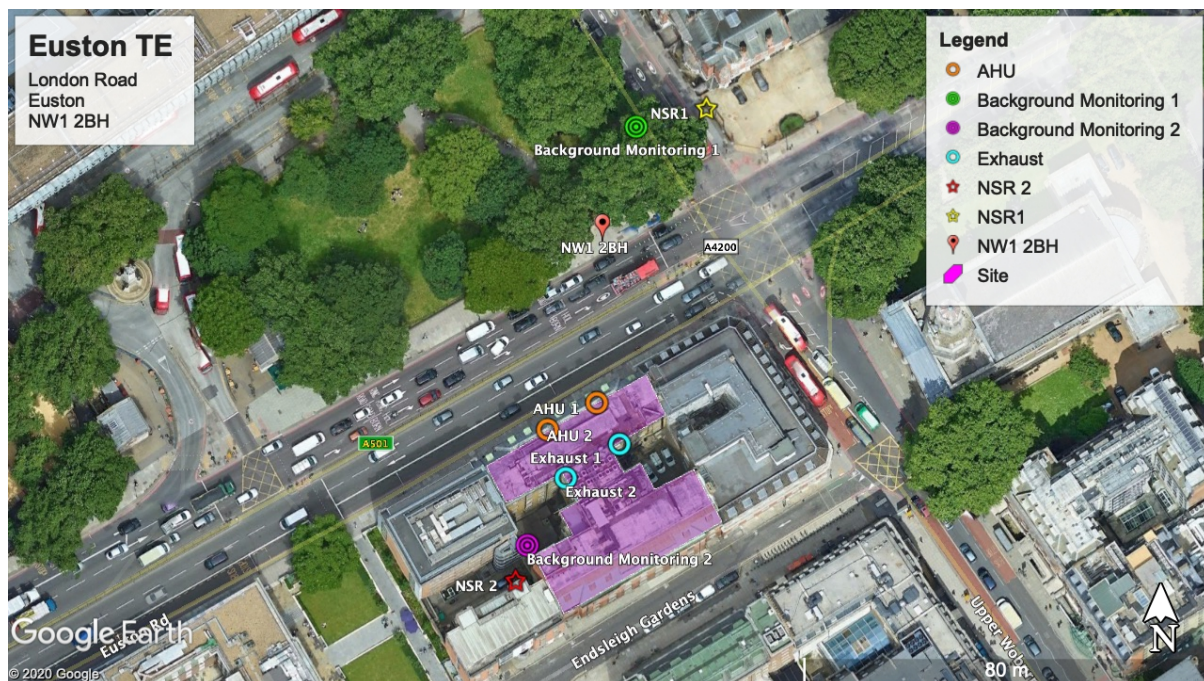 Euston TE
London Road
Euston
NW1 2BH
Legend
AHU
Background Monitoring 1
Background Monitoring 2
Exhaust
NSR 2
NSR1
NW1 2BH
Site
NSR1
Background Monitoring 1
NW1 2BH
A4200
AHU 1
AHU 2
A501
Exhaust 1
Exhaust 2
Background Monitoring 2
NSR 2
Endsleigh Gardens
Euston Rd
Upper Wob
Google Earth
© 2020 Google
80 m
N